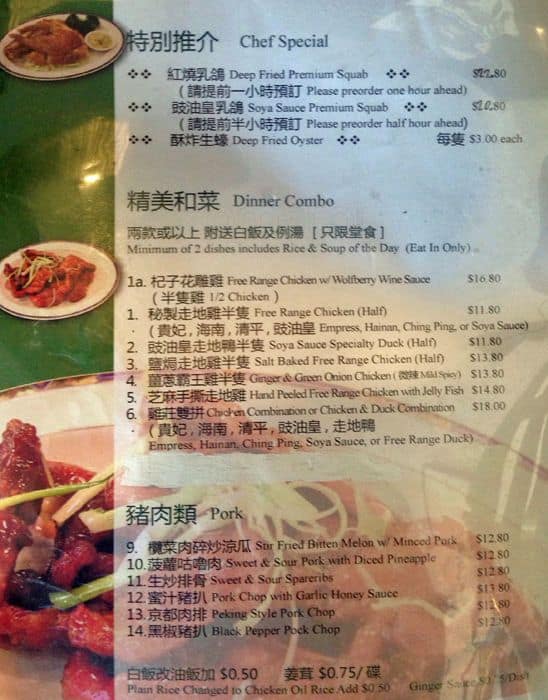 特別推介 Chef Special
紅燒乳鴿 Deep Fried Premium Squab
（請提前一小時預訂 Please preorder one hour ahead)
豉油皇乳鴿 Soya Sauce Premium Squab
（請提前半小時預訂 Please preorder half hour ahead)
酥炸生蠔 Deep Fried Oyster 每隻 $3.00 each
精美和菜 Dinner Combo
兩款或以上 附送白飯及例湯 [ 只限堂食 ]
Minimum of 2 dishes includes Rice & Soup of the Day (Eat In Only)
1a. 杞子花雕雞 Free Range Chicken w/ Wolfberry Wine Sauce $16.80
（ 半隻雞 1/2 Chicken ）
1. 秘製走地雞半隻 Free Range Chicken (Half) $11.80
· ( 貴妃 , 海南 , 清平 , 豉油皇 Empress, Hainan, Ching Ping, or Soya Sauce)
2. 豉油皇走地鴨半隻 Soya Sauce Specialty Duck (Half) $11.80
3. 鹽焗走地雞半隻 Salt Baked Free Range Chicken (Half) $13.80
4. 薑蔥霸王雞半隻 Ginger & Green Onion Chicken ( 微辣 Mild Spicy) $13.80
5. 芝麻手撕走地雞 Hand Peeled Free Range Chicken with Jelly Fish $14.80
6. 雞莊雙拼 Chicken Combination or Chicken & Duck Combination $18.00
· ( 貴妃 , 海南 , 清平 , 豉油皇 , 走地鴨
Empress, Hainan, Ching Ping, Soya Sauce, or Free Range Duck)
豬肉類 Pork
9. 欖菜肉碎炒涼瓜 Stir Fried Bitten Melon w/ Minced Pork $12.80
10. 菠蘿咕嚕肉 Sweet & Sour Pork with Diced Pineapple $12.80
11. 生炒排骨 Sweet & Sour Spareribs $12.80
12. 蜜汁豬扒 Pork Chop with Garlic Honey Sauce $13.80
13. 京都肉排 Peking Style Pork Chop $12.80
14. 黑椒豬扒 Black Pepper Pock Chop $12.80
白飯改油飯加 $0.50 薑茸 $0.75/ 碟
Plain Rice Changed to Chicken Oil Rice Add $0.50 Ginger Sauce $0.75/Dish